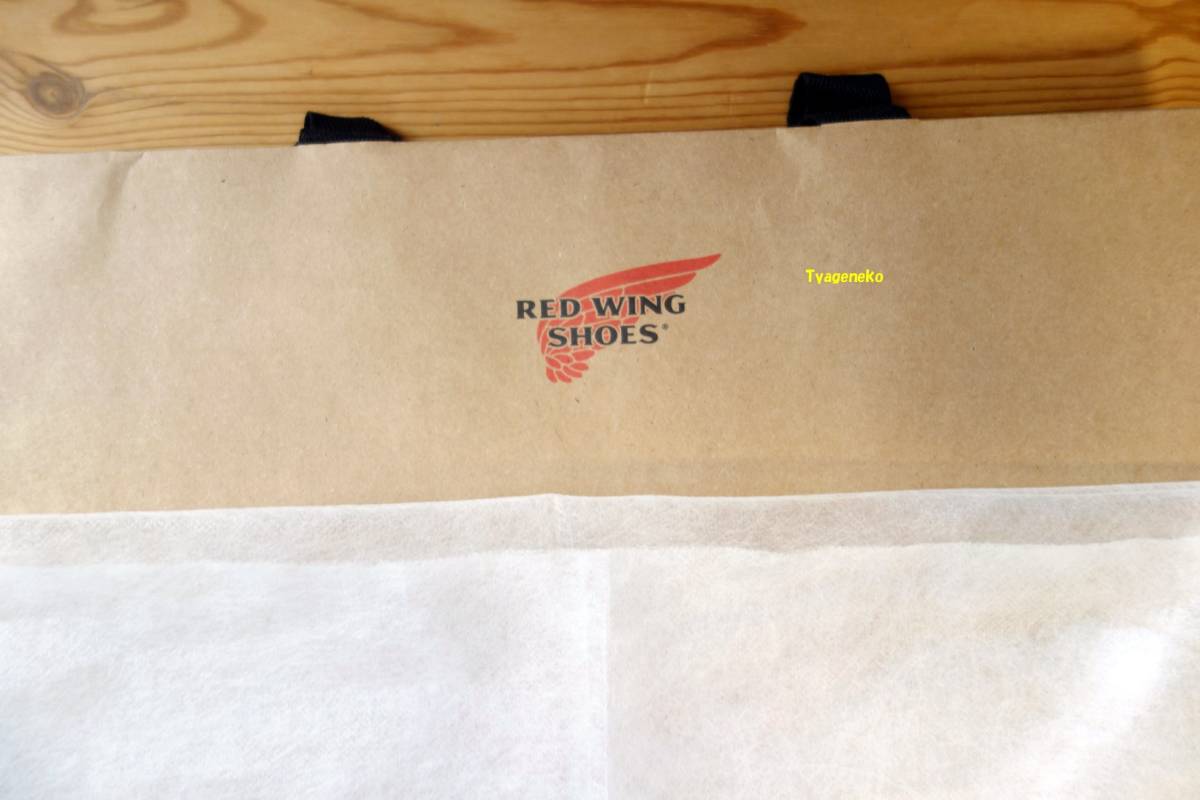 RED WING
SHOES®
Tyageneko